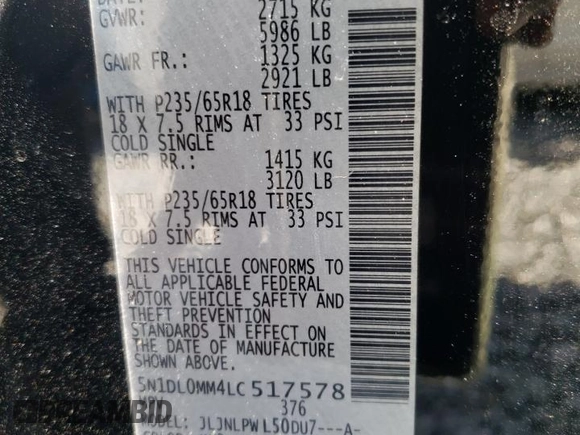 GVWR: 2715 KG
5986 LB
GAWR FR.: 1325 KG
2921 LB
WITH P235/65R18 TIRES
18 X 7.5 RIMS AT 33 PSI
COLD SINGLE
GAWR RR.: 1415 KG
3120 LB
WITH P235/65R18 TIRES
18 X 7.5 RIMS AT 33 PSI
COLD SINGLE
THIS VEHICLE CONFORMS TO
ALL APPLICABLE FEDERAL
MOTOR VEHICLE SAFETY AND
THEFT PREVENTION
STANDARDS IN EFFECT ON
THE DATE OF MANUFACTURE
SHOWN ABOVE.
5N1DL0MM4LC517578
376
MODEL: JLJNLPWL50DU7---A-
RideSafely